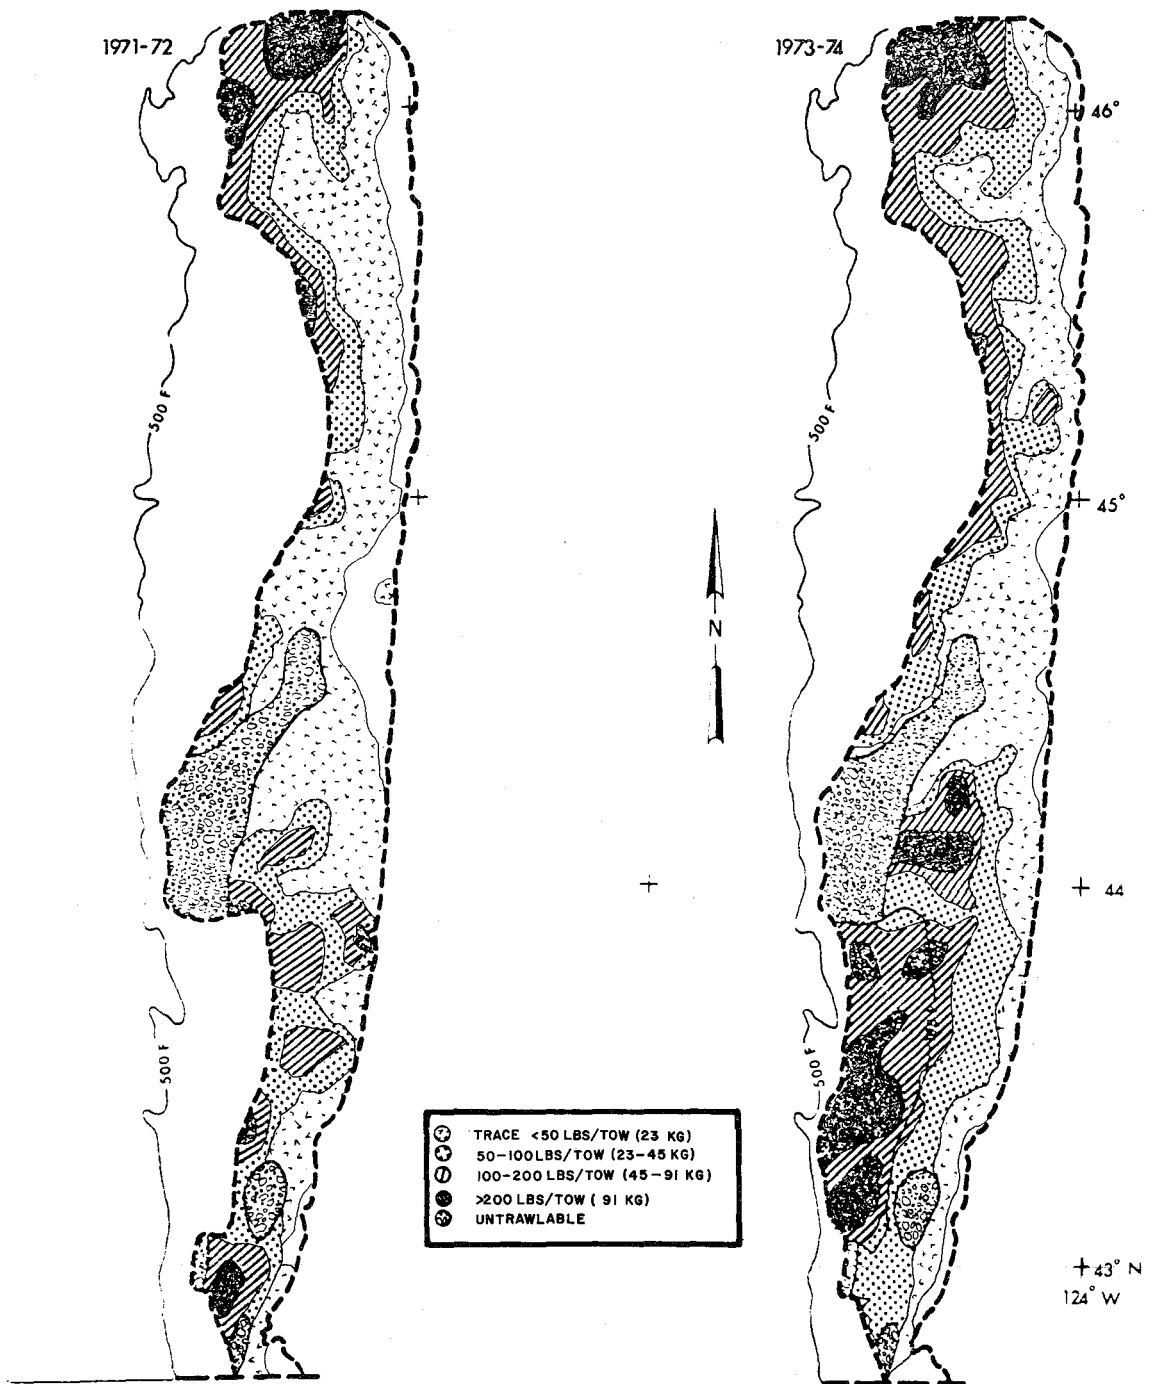 1971-72
1973-74
46°
500 F
500 F
45°
N
44
500 F
500 F
TRACE <50 LBS/TOW (23 KG)
50-100LBS/TOW (23-45 KG)
100-200 LBS/TOW (45-91 KG)
>200 LBS/TOW ( 91 KG)
UNTRAWLABLE
43° N
124° W